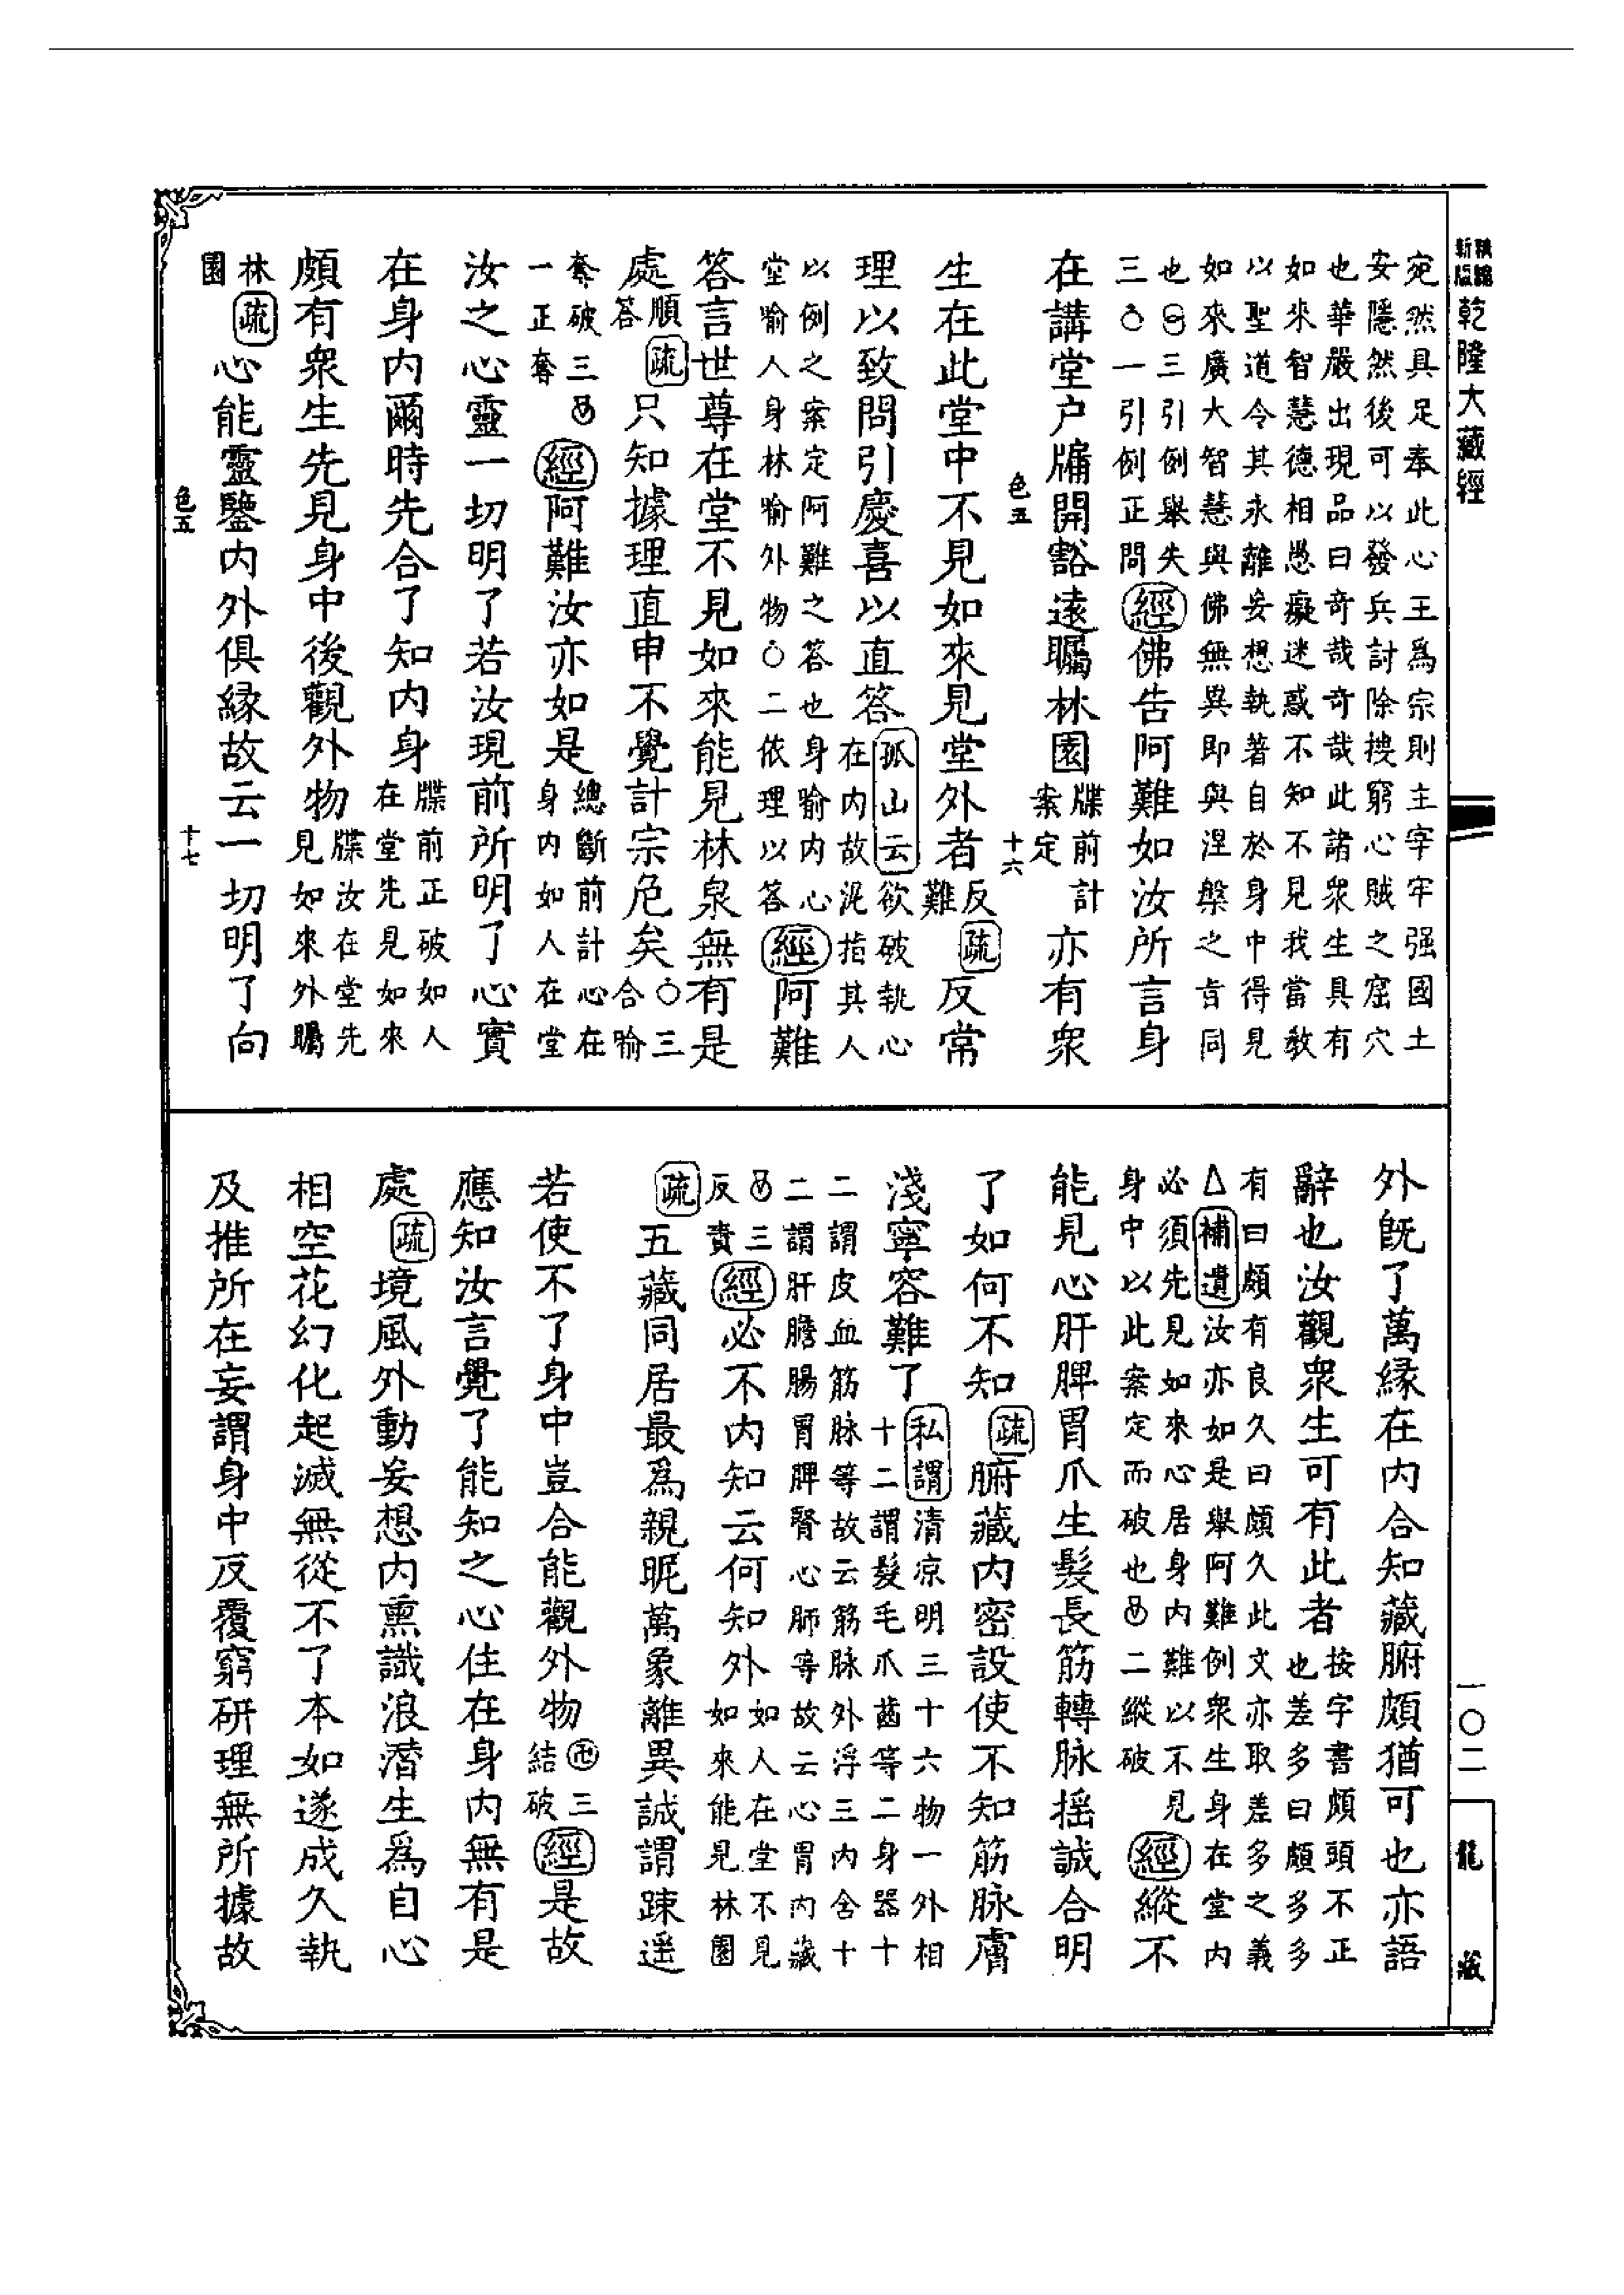 新版
精縮
乾隆大藏經
宛然具足奉此心王爲宗則主宰牢强國土
安隱然後可以發兵討除搜窮心賊之窟穴
也華嚴出現品曰奇哉奇哉此諸衆生具有
如來智慧德相愚癡迷惑不知不見我當教
以聖道令其永離妄想執著自於身中得見
如來廣大智慧與佛無異即與涅槃之旨同
也三引例舉失
三一引例正問
經佛告阿難如汝所言身
在講堂户牖開豁遠矚林園
牒前計
案定
亦有衆
色五
十六
生在此堂中不見如來見堂外者
反
難
疏反常
理以致問引慶喜以直答
孤山云欲破執心
在内故泥指其人
以例之案定阿難之答也身喻内心
堂喻人身林喻外物○二依理以答
經阿難
答言世尊在堂不見如來能見林泉無有是
處
順
答
疏只知據理直申不覺計宗危矣
○三
合喻
奪破三
一正奪
經阿難汝亦如是
總斷前計心在
身内如人在堂
汝之心靈一切明了若汝現前所明了心實
在身内爾時先合了知内身
牒前正破如人
在堂先見如來
頗有衆生先見身中後觀外物
牒汝在堂先
見如來外矚
林
園
疏心能靈鑒内外俱緣故云一切明了向
色五
十七
外既了萬緣在内合知藏腑頗猶可也亦語
辭也汝觀衆生可有此者
按字書頗頭不正
也差多曰頗多多
有曰頗有良久曰頗久此文亦取差多之義
△補遺汝亦如是舉阿難例衆生身在堂内
必須先見如來心居身内難以不見
身中以此案定而破也二縱破
經縱不
能見心肝脾胃爪生髮長筋轉脉摇誠合明
了如何不知疏腑藏内密設使不知筋脉膚
淺寧容難了
私謂清凉明三十六物一外相
十二謂髮毛爪齒等二身器十
二謂皮血筋脉等故云筋脉外浮三内含十
二謂肝膽腸胃脾腎心肺等故云心胃内藏
三
反責
經必不内知云何知外
如人在堂不見
如來能見林園
疏五藏同居最爲親昵萬象離異誠謂踈遥
若使不了身中豈合能觀外物
三
結破
經是故
應知汝言覺了能知之心住在身内無有是
處疏境風外動妄想内熏識浪潛生爲自心
相空花幻化起滅無從不了本如遂成久執
及推所在妄謂身中反覆窮研理無所據故
一〇二
龍藏